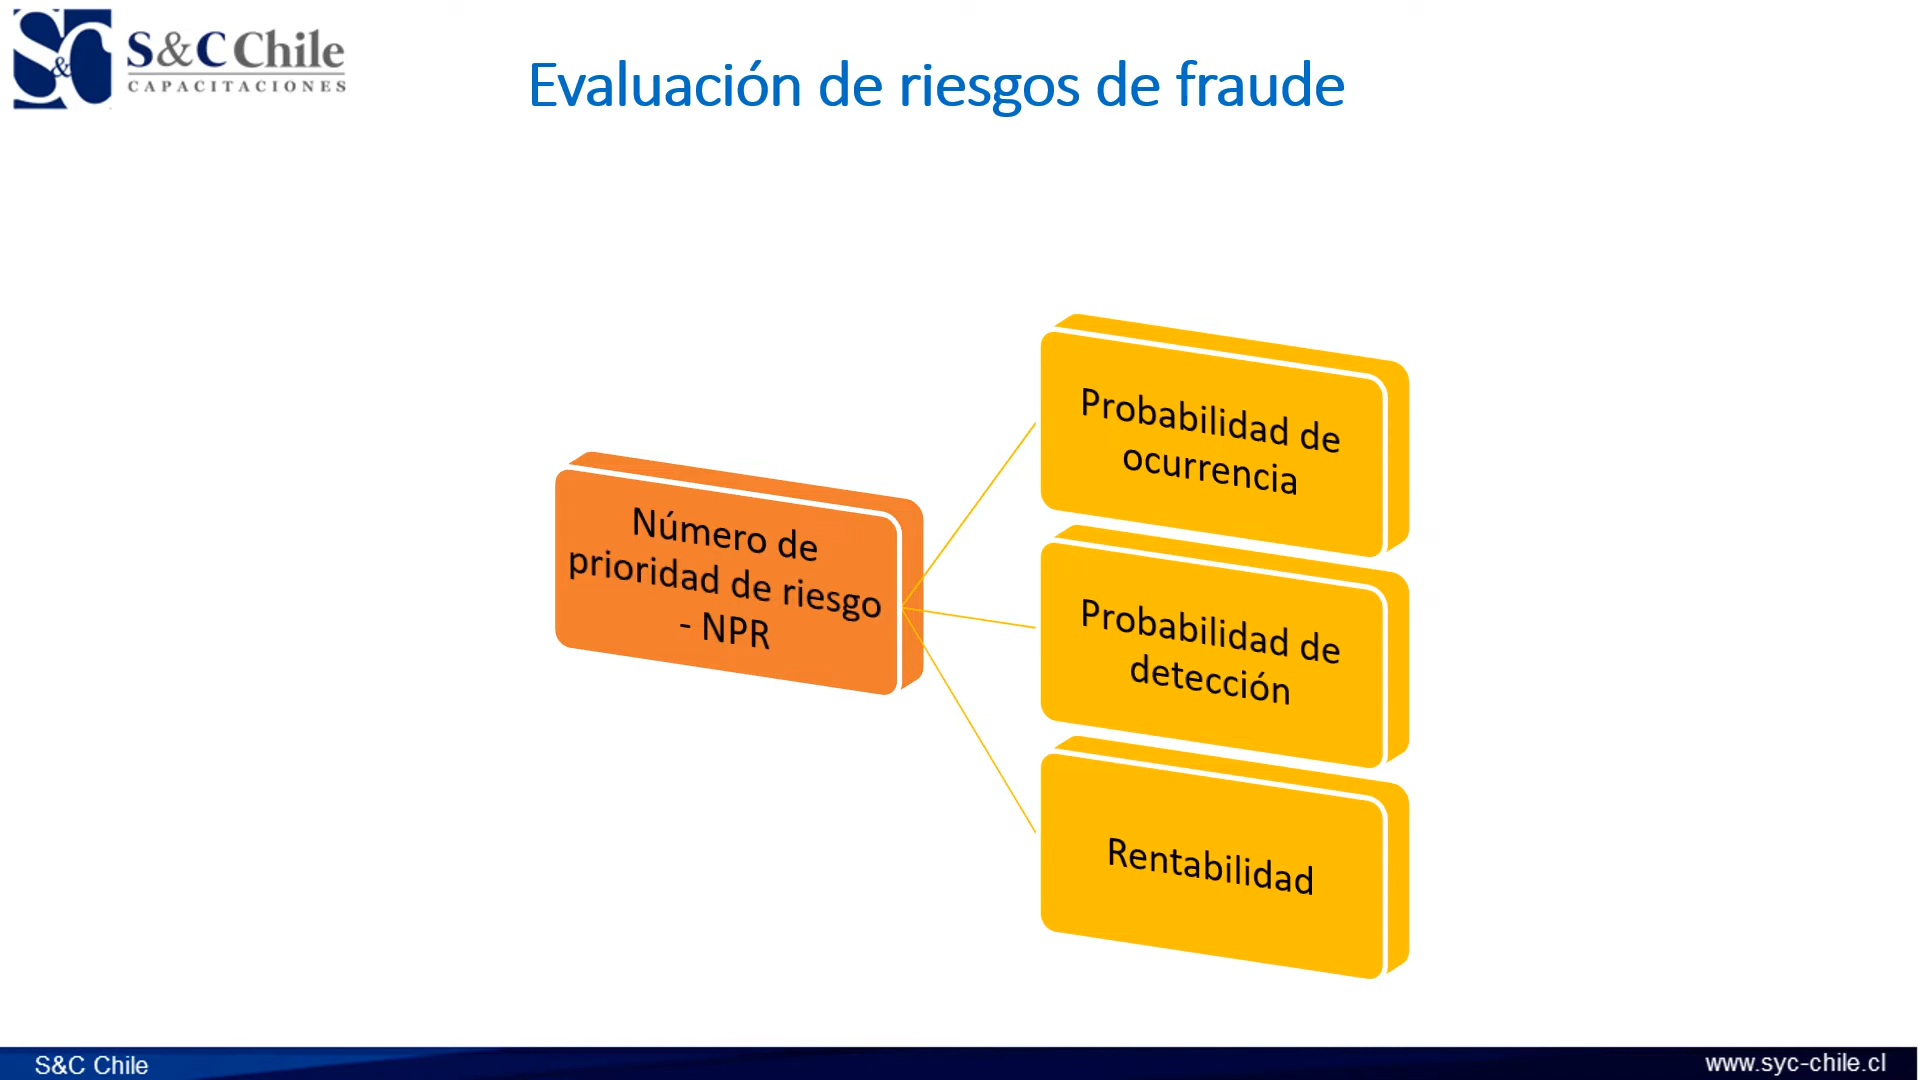 S&C
S&C Chile
CAPACITACIONES
Evaluación de riesgos de fraude
Número de
prioridad de riesgo
- NPR
Probabilidad de
ocurrencia
Probabilidad de
detección
Rentabilidad
S&C Chile
www.syc-chile.cl